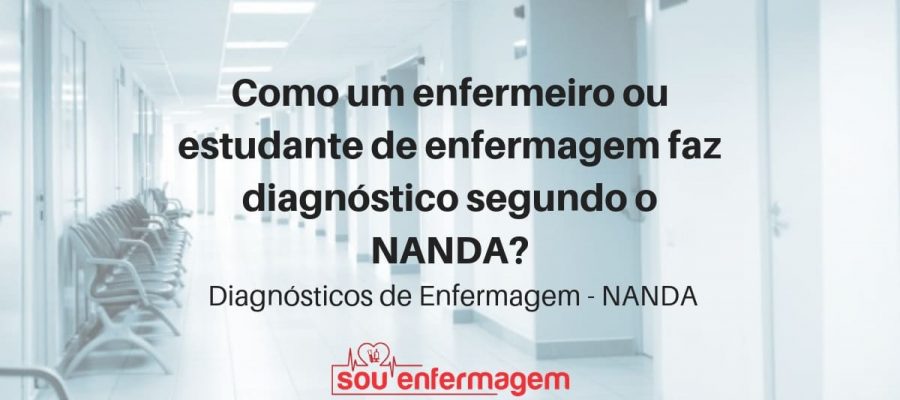 Como um enfermeiro ou
estudante de enfermagem faz
diagnóstico segundo o
NANDA?
Diagnósticos de Enfermagem - NANDA
sou enfermagem